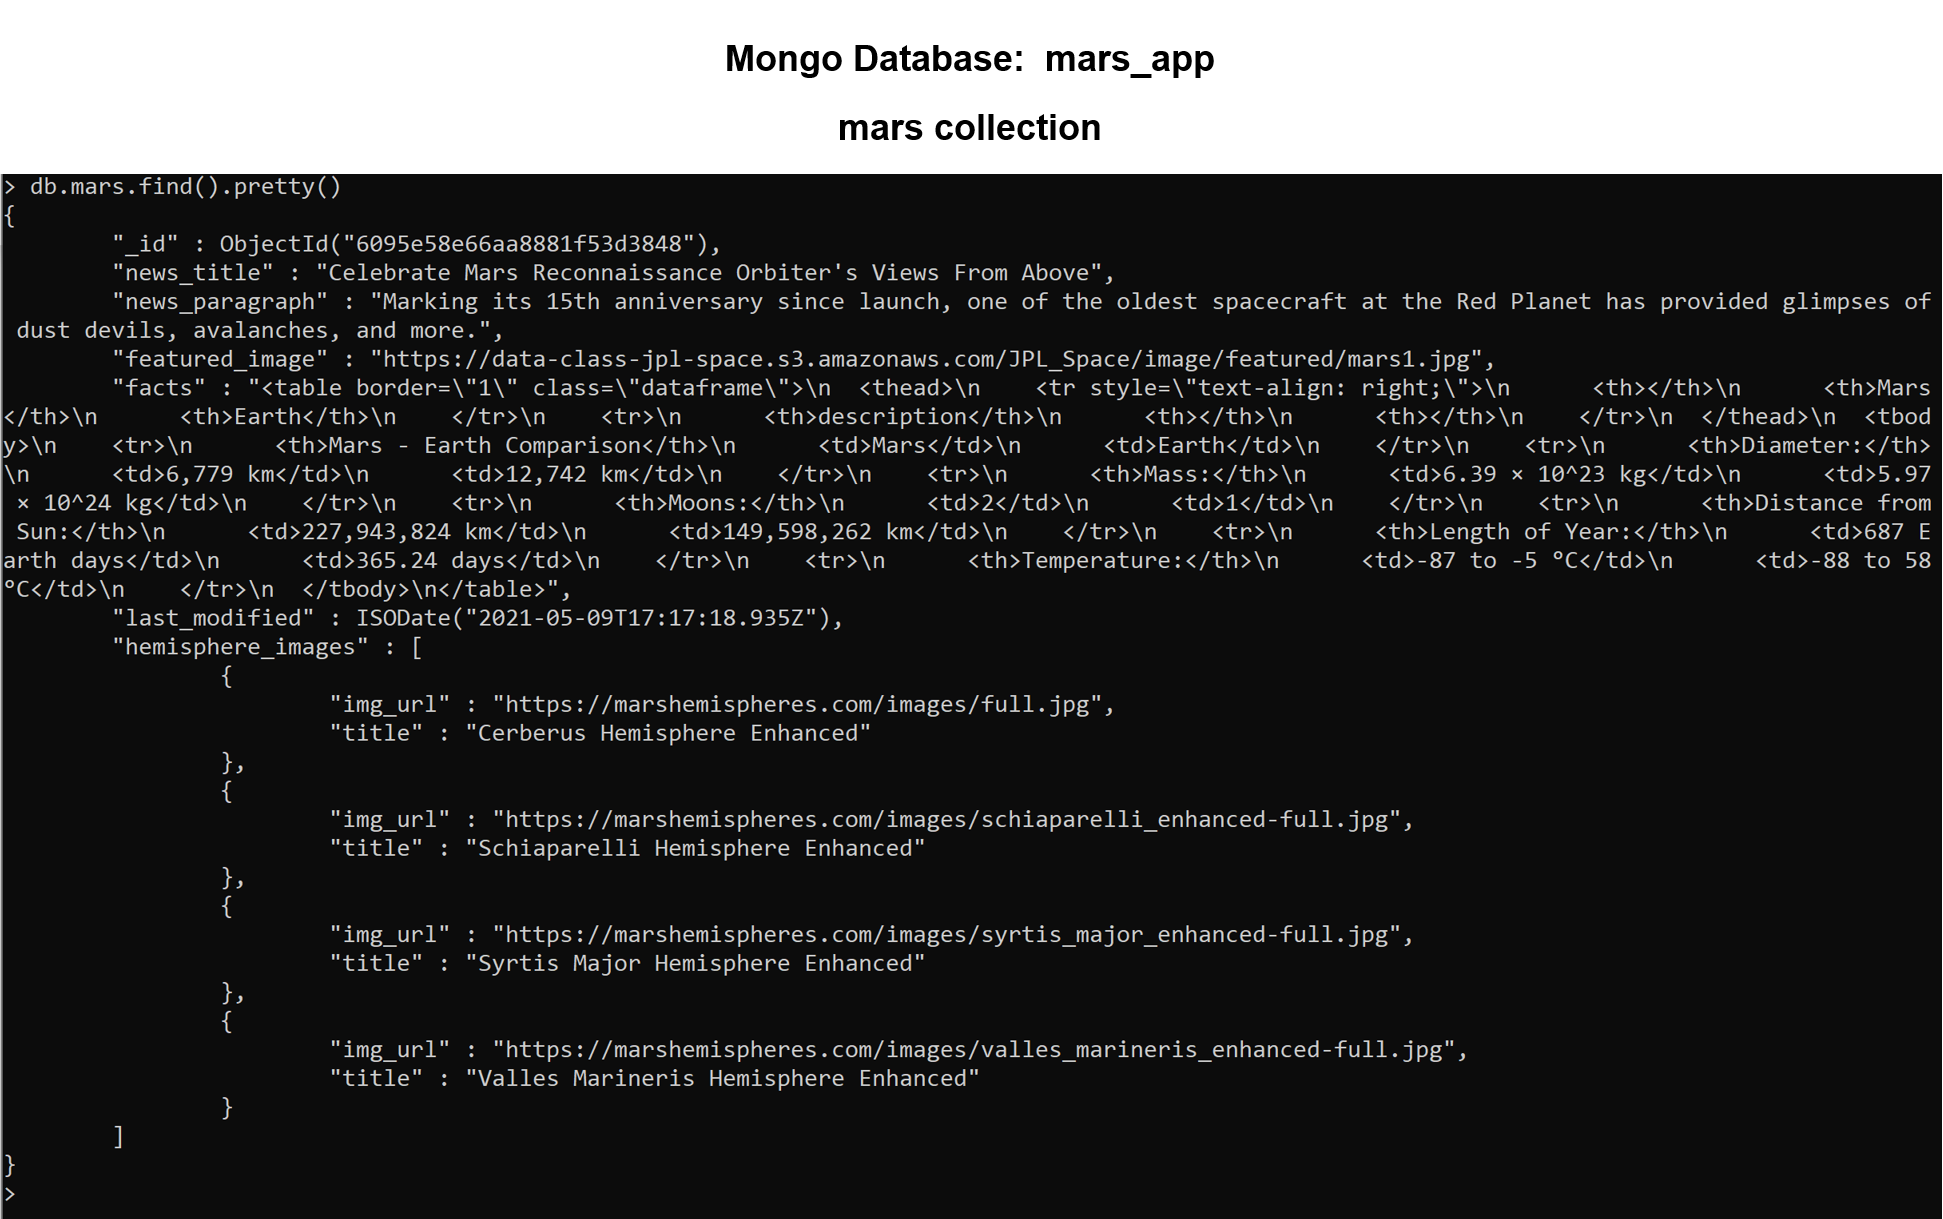 Mongo Database:  mars_app
mars collection
> db.mars.find().pretty()
{
        "_id" : ObjectId("6095e58e66aa8881f53d3848"),
        "news_title" : "Celebrate Mars Reconnaissance Orbiter's Views From Above",
        "news_paragraph" : "Marking its 15th anniversary since launch, one of the oldest spacecraft at the Red Planet has provided glimpses of
 dust devils, avalanches, and more.",
        "featured_image" : "https://data-class-jpl-space.s3.amazonaws.com/JPL_Space/image/featured/mars1.jpg",
        "facts" : "<table border=\"1\" class=\"dataframe\">\n  <thead>\n    <tr style=\"text-align: right;\">\n      <th></th>\n      <th>Mars
</th>\n      <th>Earth</th>\n    </tr>\n    <tr>\n      <th>description</th>\n      <th></th>\n      <th></th>\n    </tr>\n  </thead>\n  <tbod
y>\n    <tr>\n      <th>Mars - Earth Comparison</th>\n      <td>Mars</td>\n      <td>Earth</td>\n    </tr>\n    <tr>\n      <th>Diameter:</th>
\n      <td>6,779 km</td>\n      <td>12,742 km</td>\n    </tr>\n    <tr>\n      <th>Mass:</th>\n      <td>6.39 × 10^23 kg</td>\n      <td>5.97
 × 10^24 kg</td>\n    </tr>\n    <tr>\n      <th>Moons:</th>\n      <td>2</td>\n      <td>1</td>\n    </tr>\n    <tr>\n      <th>Distance from
 Sun:</th>\n      <td>227,943,824 km</td>\n      <td>149,598,262 km</td>\n    </tr>\n    <tr>\n      <th>Length of Year:</th>\n      <td>687 E
arth days</td>\n      <td>365.24 days</td>\n    </tr>\n    <tr>\n      <th>Temperature:</th>\n      <td>-87 to -5 °C</td>\n      <td>-88 to 58
°C</td>\n    </tr>\n  </tbody>\n</table>",
        "last_modified" : ISODate("2021-05-09T17:17:18.935Z"),
        "hemisphere_images" : [
                {
                        "img_url" : "https://marshemispheres.com/images/full.jpg",
                        "title" : "Cerberus Hemisphere Enhanced"
                },
                {
                        "img_url" : "https://marshemispheres.com/images/schiaparelli_enhanced-full.jpg",
                        "title" : "Schiaparelli Hemisphere Enhanced"
                },
                {
                        "img_url" : "https://marshemispheres.com/images/syrtis_major_enhanced-full.jpg",
                        "title" : "Syrtis Major Hemisphere Enhanced"
                },
                {
                        "img_url" : "https://marshemispheres.com/images/valles_marineris_enhanced-full.jpg",
                        "title" : "Valles Marineris Hemisphere Enhanced"
                }
        ]
}
>